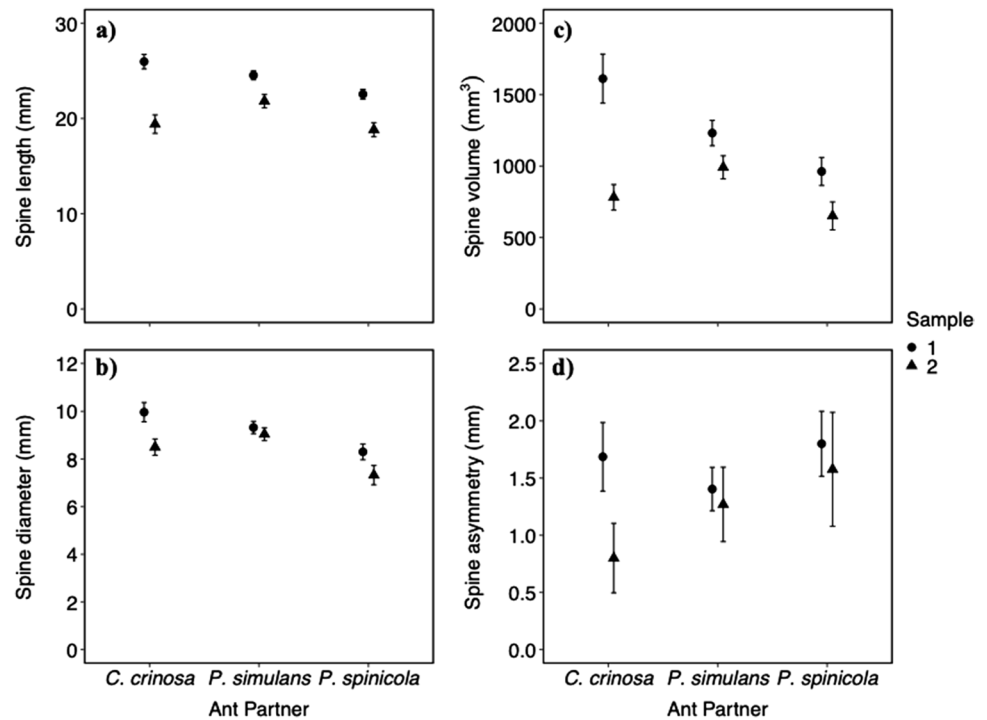 a)
30
20
10
0
Spine length (mm)
c)
2000
1500
1000
500
0
Spine volume (mm³)
b)
12
10
8
6
4
2
0
Spine diameter (mm)
C. crinosa P. simulans P. spinicola
Ant Partner
d)
2.5
2.0
1.5
1.0
0.5
0.0
Spine asymmetry (mm)
C. crinosa P. simulans P. spinicola
Ant Partner
Sample
1
2